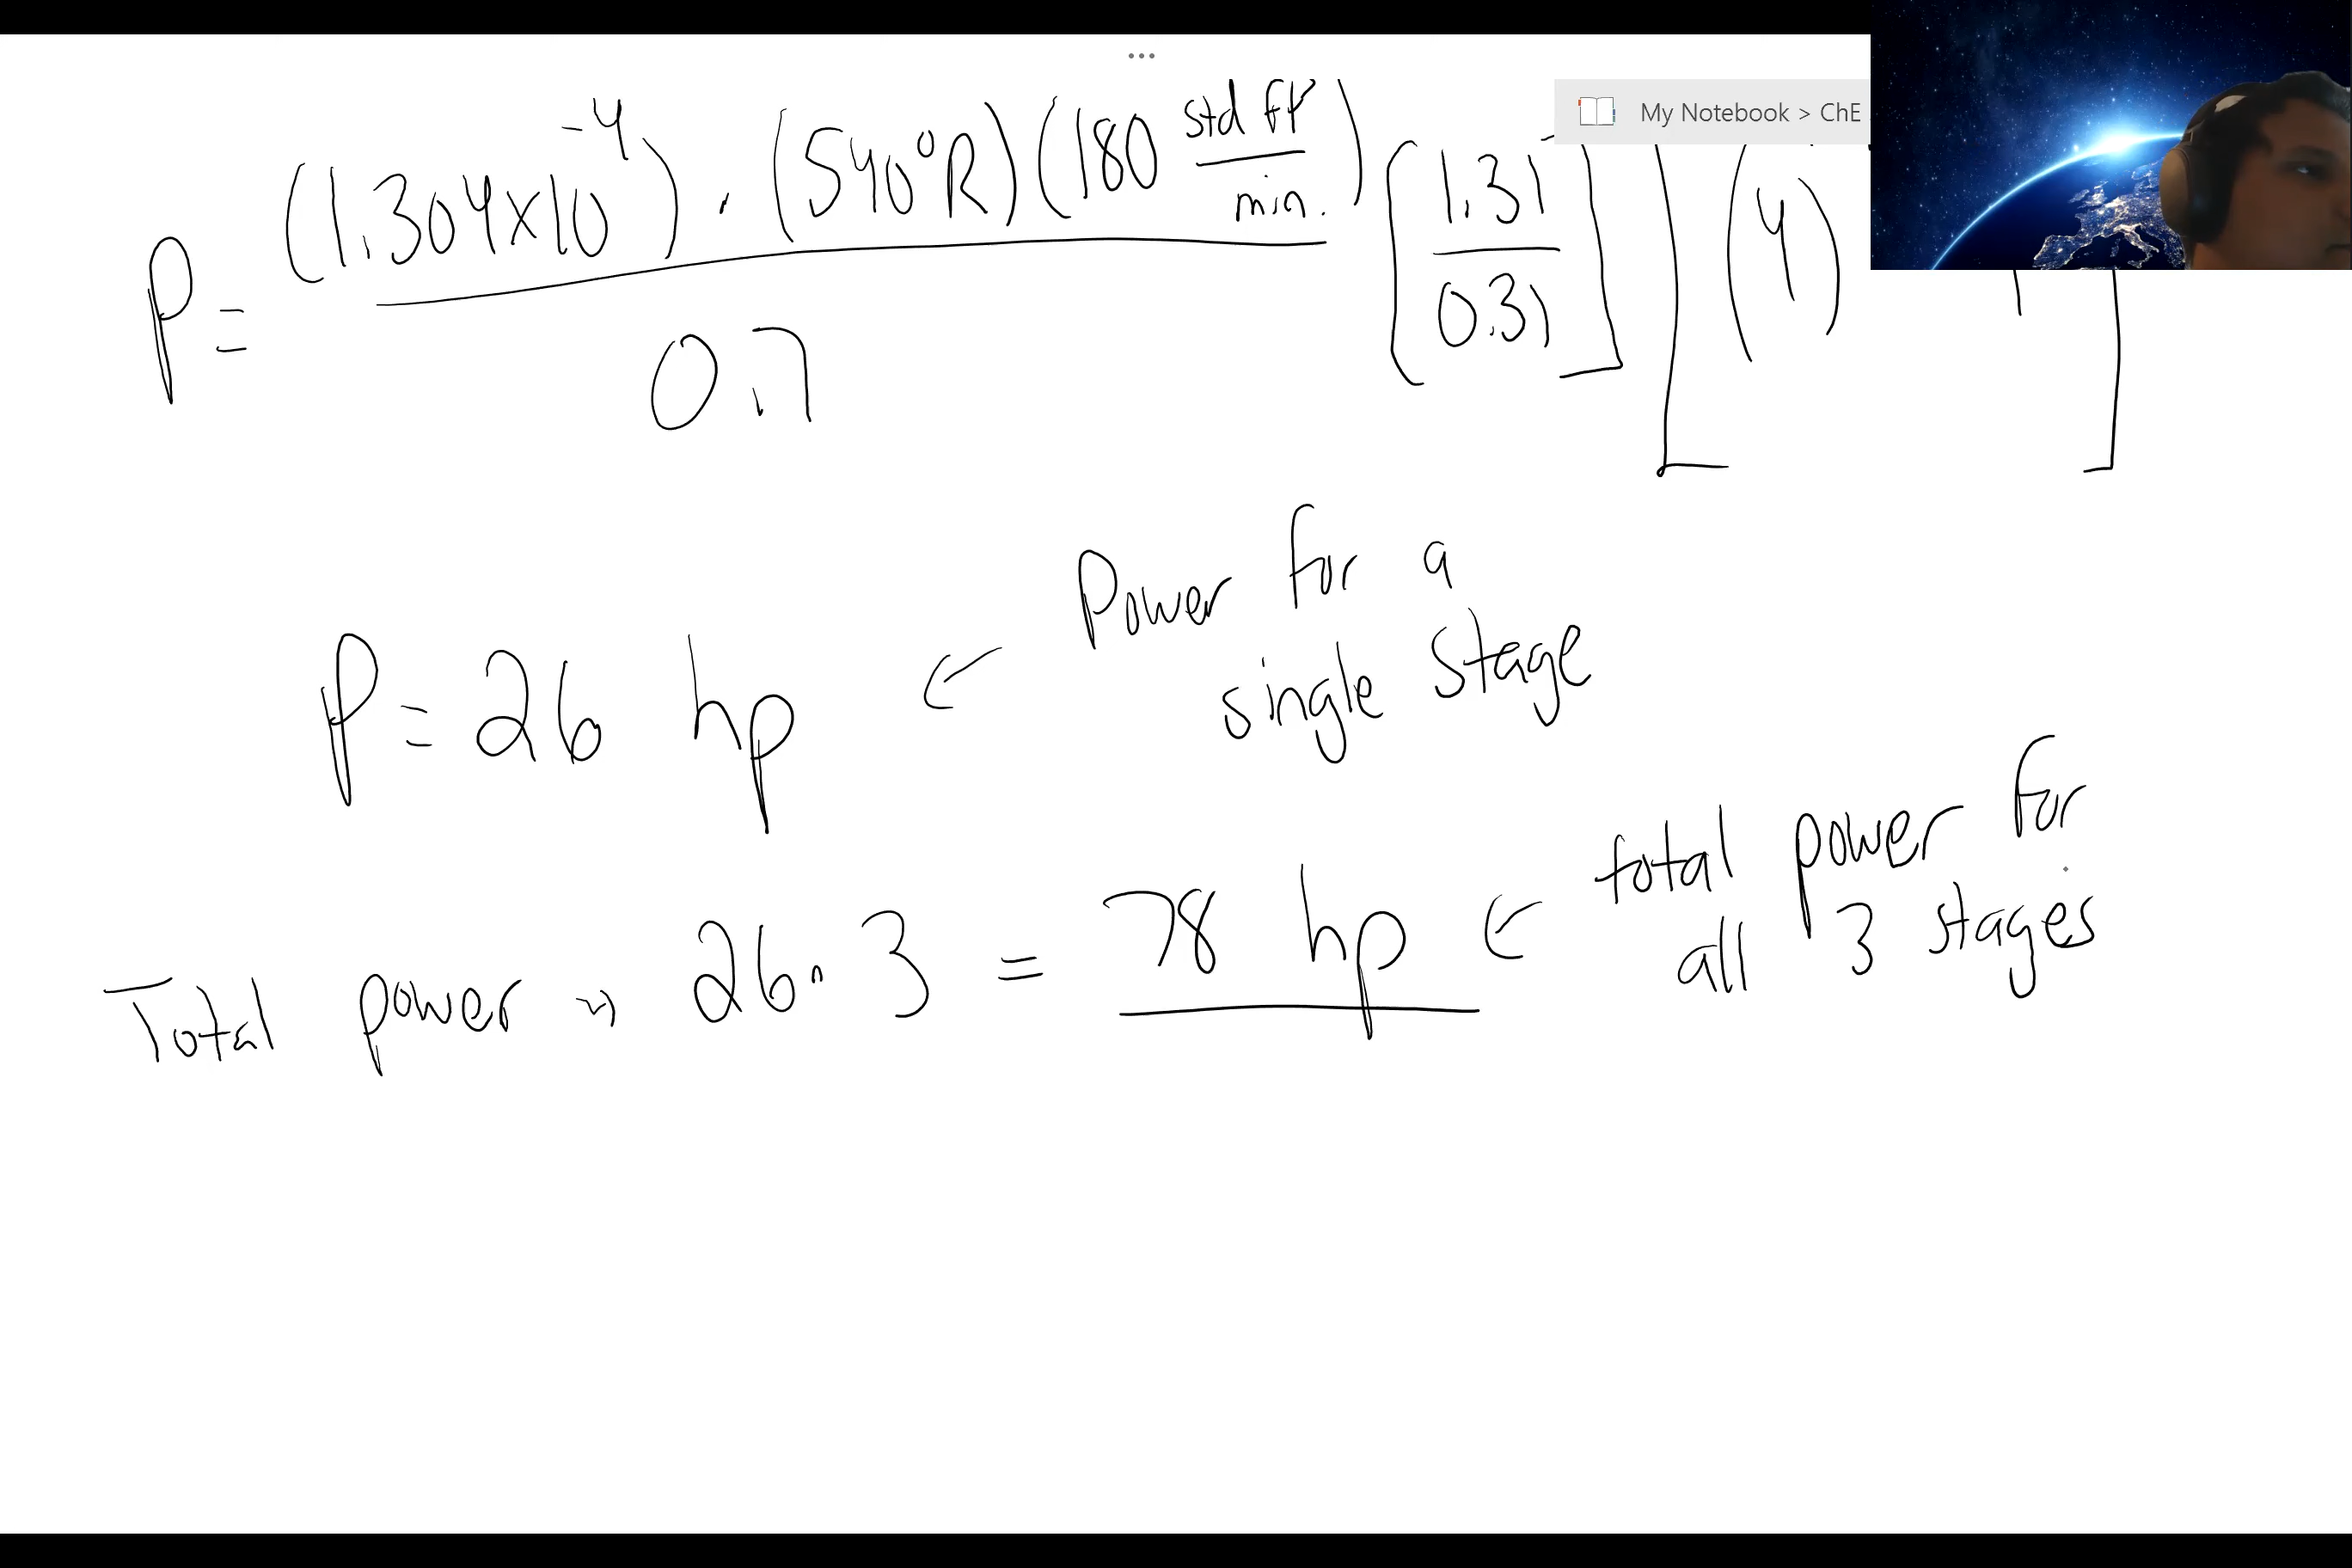 ...
My Notebook > ChE
P = (1.304x10⁻⁴) · (540°R) (180 std ft³/min.) / 0.7 [1.31/0.31] [(4) 1]
P = 26 hp ← Power for a
single stage
Total power → 26 · 3 = 78 hp ← total power for
all 3 stages